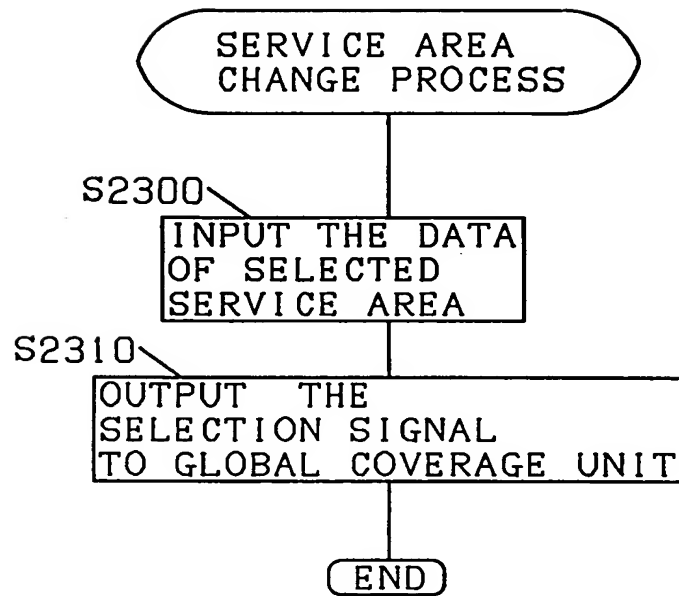 SERVICE AREA
CHANGE PROCESS
S2300
INPUT THE DATA
OF SELECTED
SERVICE AREA
S2310
OUTPUT THE
SELECTION SIGNAL
TO GLOBAL COVERAGE UNIT
END